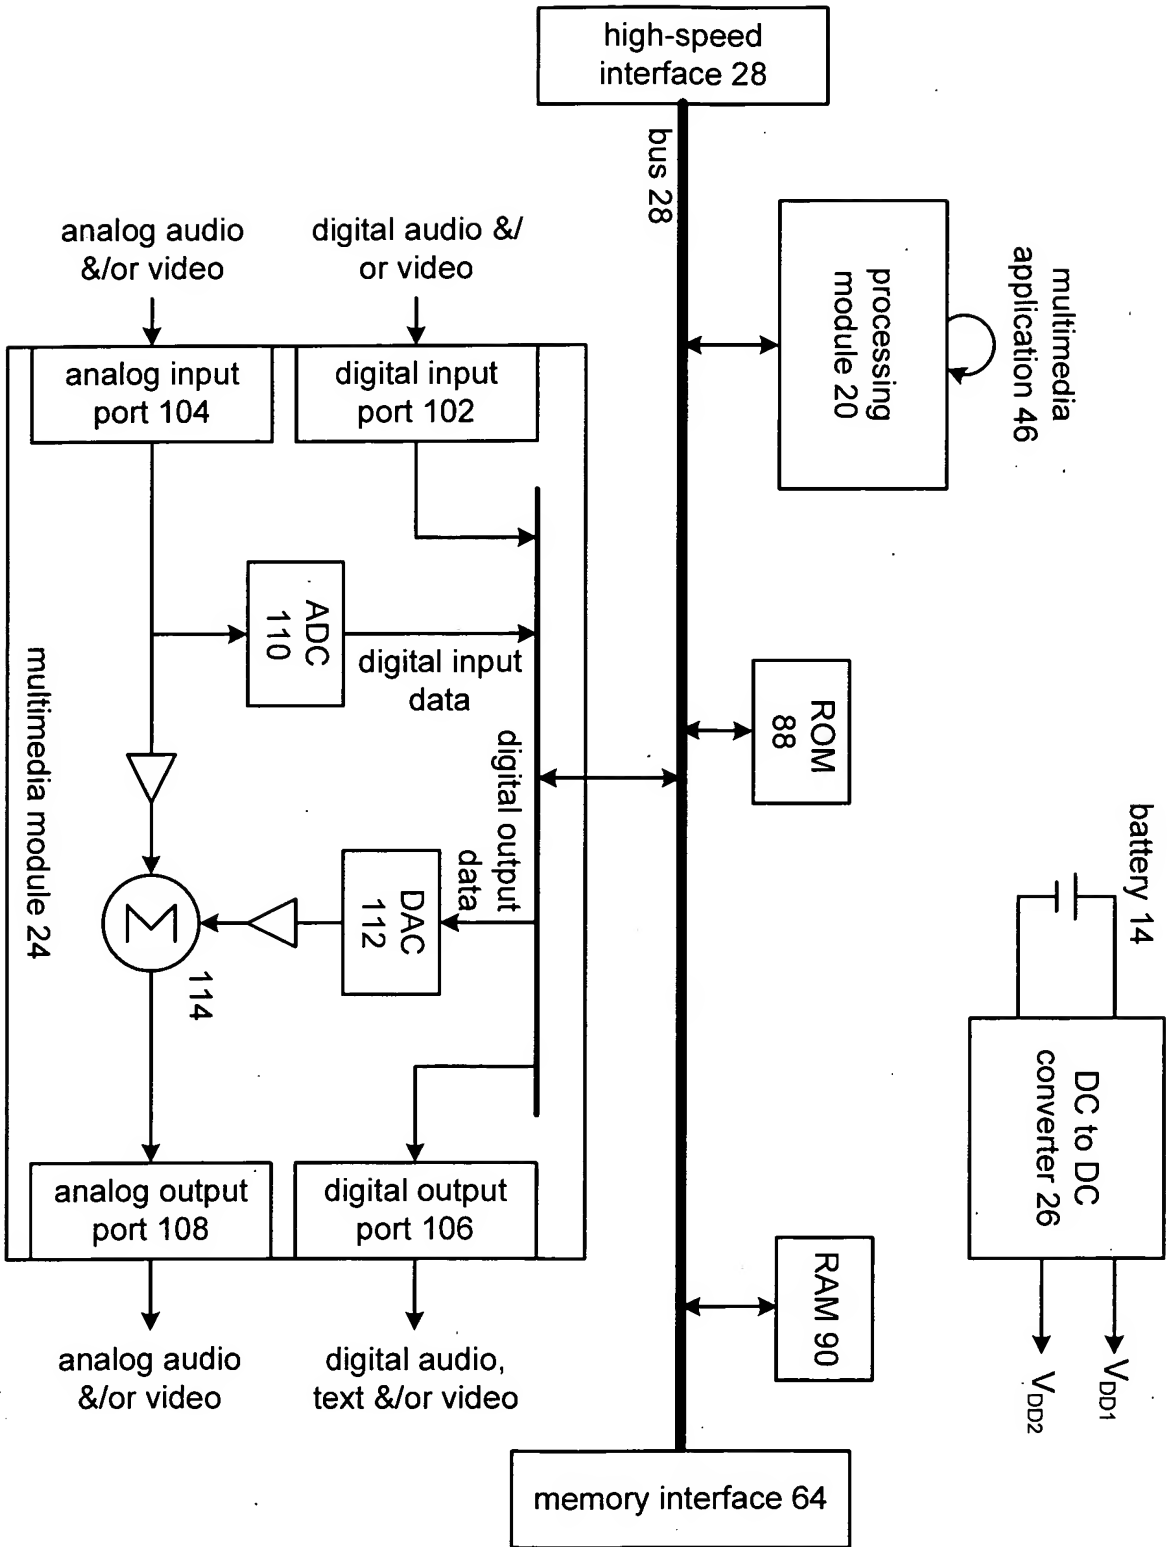 high-speed
interface 28
bus 28
processing
module 20
multimedia
application 46
ROM
88
battery 14
DC to DC
converter 26
V_DD1
V_DD2
RAM 90
memory interface 64
analog audio
&/or video
digital audio &/
or video
analog input
port 104
digital input
port 102
ADC
110
digital input
data
digital output
data
DAC
112
Σ
114
multimedia module 24
analog output
port 108
digital output
port 106
analog audio
&/or video
digital audio,
text &/or video